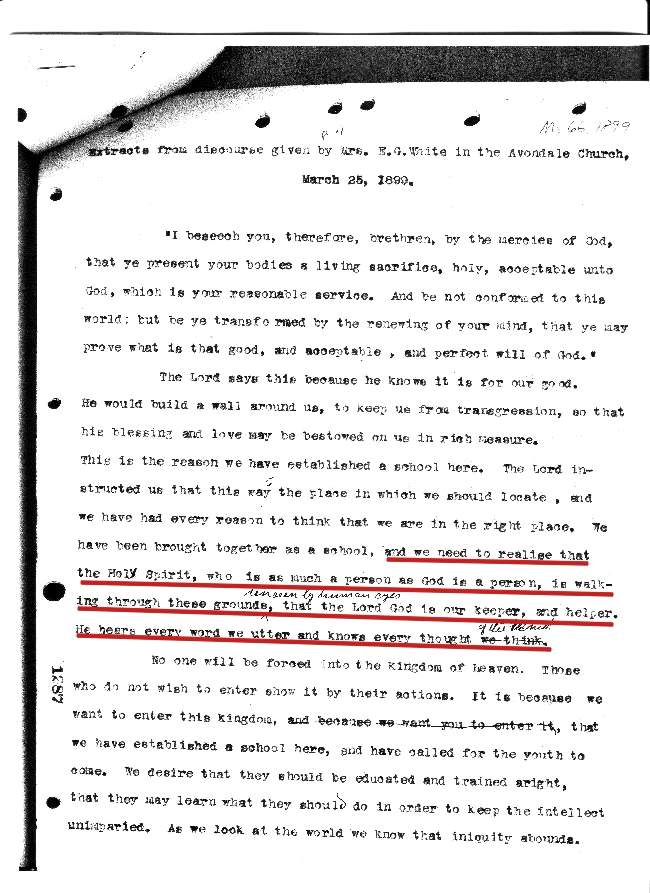 M. 66, 1899
Extracts from discourse given by Mrs. E.G.White in the Avondale Church,
March 25, 1899.
"I beseech you, therefore, brethren, by the mercies of God,
that ye present your bodies a living sacrifice, holy, acceptable unto
God, which is your reasonable service. And be not conformed to this
world: but be ye transfo rmed by the renewing of your mind, that ye may
prove what is that good, and acceptable , and perfect will of God."
The Lord says this because he knows it is for our good.
He would build a wall around us, to keep us from transgression, so that
his blessing and love may be bestowed on us in rich measure.
This is the reason we have established a school here. The Lord in-
structed us that this way the place in which we should locate , and
s
we have had every reason to think that we are in the right place. We
have been brought together as a school, and we need to realise that
the Holy Spirit, who is as much a person as God is a person, is walk-
unseen by human eyes
ing through these grounds, that the Lord God is our keeper, and helper.
of the mind
He hears every word we utter and knows every thought we think.
No one will be forced into the kingdom of heaven. Those
who do not wish to enter show it by their actions. It is because we
want to enter this kingdom, and because we want you to enter it, that
we have established a school here, and have called for the youth to
come. We desire that they should be educated and trained aright,
that they may learn what they should do in order to keep the intellect
unimparied. As we look at the world we know that iniquity abounds.
1287